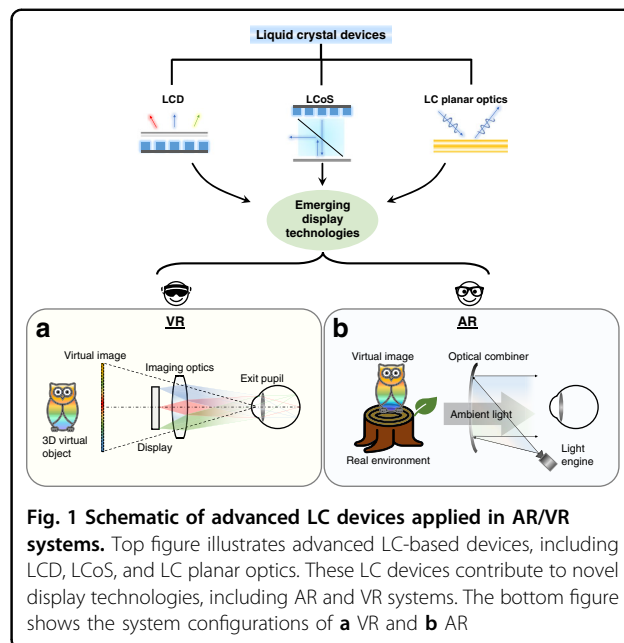 Liquid crystal devices
LCD
LCoS
LC planar optics
Emerging
display
technologies
a
VR
Virtual image
Imaging optics
Exit pupil
3D virtual
object
Display
b
AR
Virtual image
Optical combiner
Ambient light
Real environment
Light
engine
Fig. 1 Schematic of advanced LC devices applied in AR/VR
systems. Top figure illustrates advanced LC-based devices, including
LCD, LCoS, and LC planar optics. These LC devices contribute to novel
display technologies, including AR and VR systems. The bottom figure
shows the system configurations of a VR and b AR